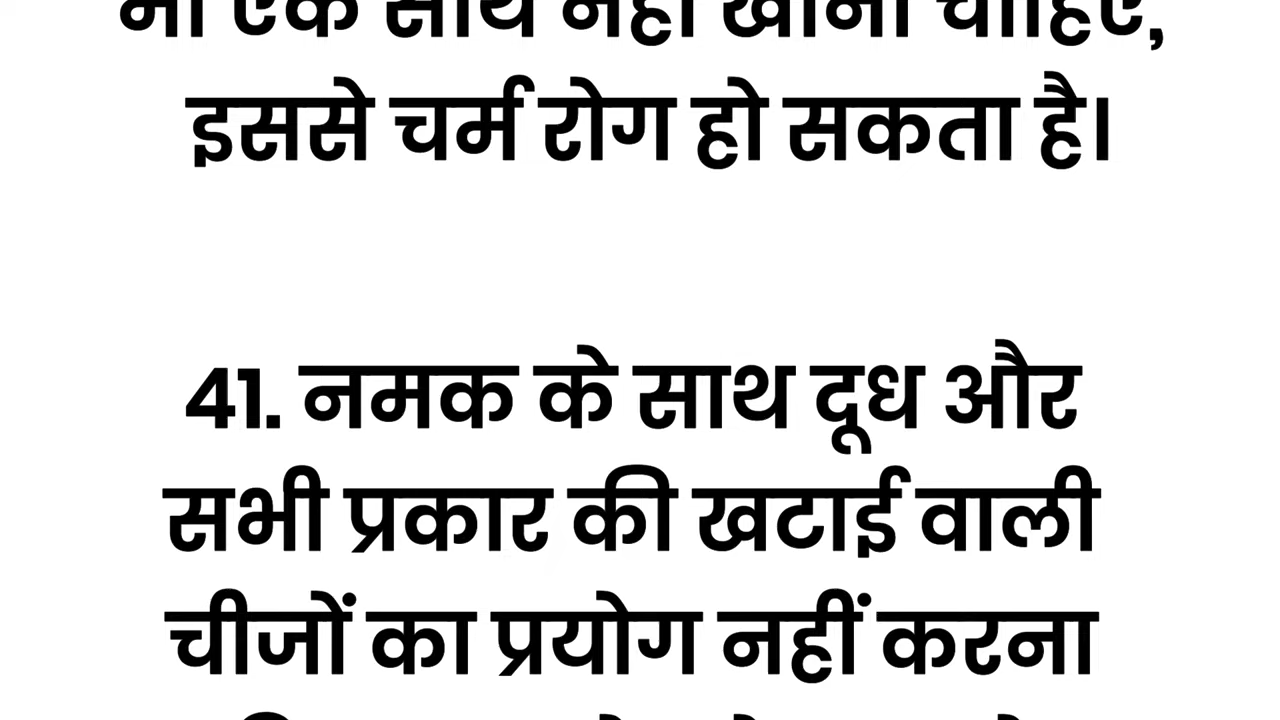 एक साथ नहीं खाना चाहिए,
इससे चर्म रोग हो सकता है।
41. नमक के साथ दूध और
सभी प्रकार की खटाई वाली
चीजों का प्रयोग नहीं करना